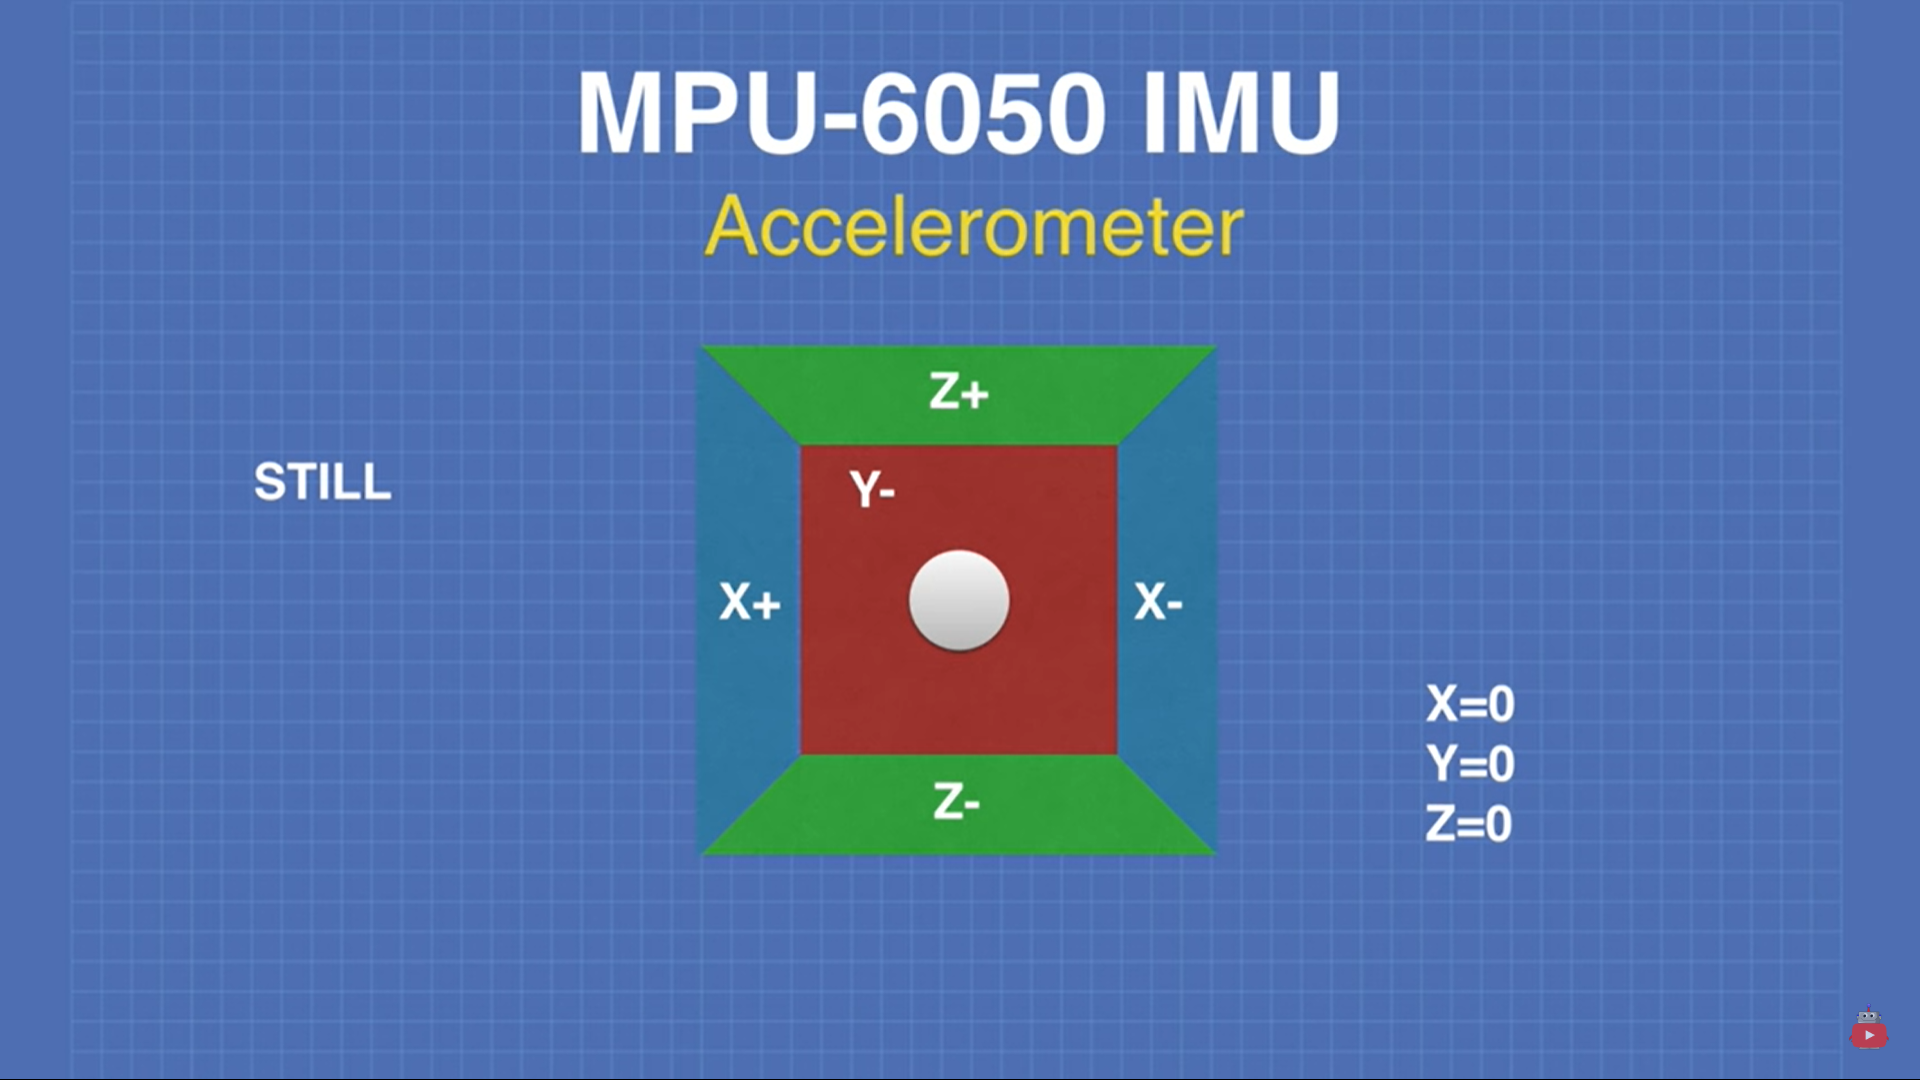 MPU-6050 IMU
Accelerometer
Z+
STILL
Y-
X+
X-
Z-
X=0
Y=0
Z=0